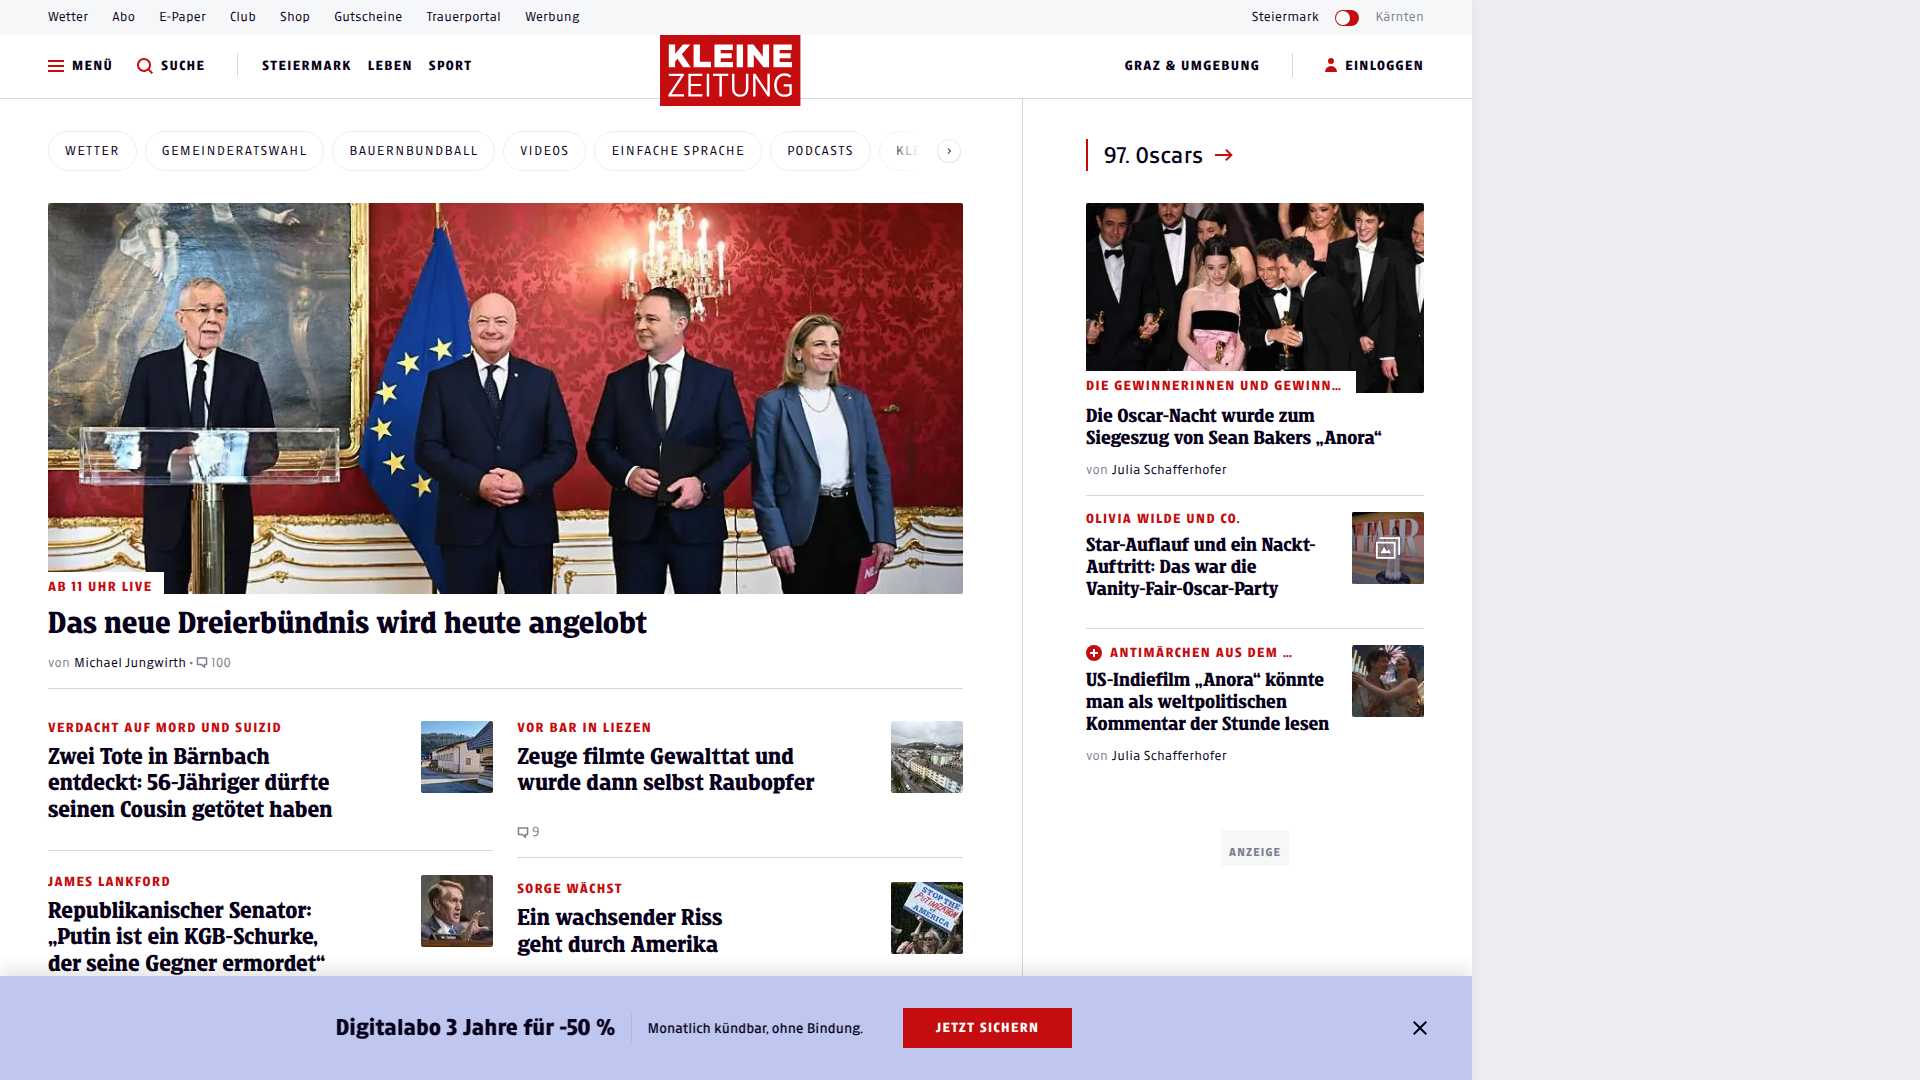 Wetter Abo E-Paper Club Shop Gutscheine Trauerportal Werbung Steiermark Kärnten
MENÜ SUCHE STEIERMARK LEBEN SPORT KLEINE ZEITUNG GRAZ & UMGEBUNG EINLOGGEN
WETTER GEMEINDERATSWAHL BAUERNBUNDBALL VIDEOS EINFACHE SPRACHE PODCASTS KLE
AB 11 UHR LIVE
Das neue Dreierbündnis wird heute angelobt
von Michael Jungwirth • 100
VERDACHT AUF MORD UND SUIZID
Zwei Tote in Bärnbach
entdeckt: 56-Jähriger dürfte
seinen Cousin getötet haben
JAMES LANKFORD
Republikanischer Senator:
„Putin ist ein KGB-Schurke,
der seine Gegner ermordet“
VOR BAR IN LIEZEN
Zeuge filmte Gewalttat und
wurde dann selbst Raubopfer
9
SORGE WÄCHST
Ein wachsender Riss
geht durch Amerika
STOP THE
PUTINIZATION
of
AMERICA
97. Oscars
DIE GEWINNERINNEN UND GEWINN…
Die Oscar-Nacht wurde zum
Siegeszug von Sean Bakers „Anora“
von Julia Schafferhofer
OLIVIA WILDE UND CO.
Star-Auflauf und ein Nackt-
Auftritt: Das war die
Vanity-Fair-Oscar-Party
FAIR
ANTIMÄRCHEN AUS DEM …
US-Indiefilm „Anora“ könnte
man als weltpolitischen
Kommentar der Stunde lesen
von Julia Schafferhofer
ANZEIGE
Digitalabo 3 Jahre für -50 % Monatlich kündbar, ohne Bindung. JETZT SICHERN